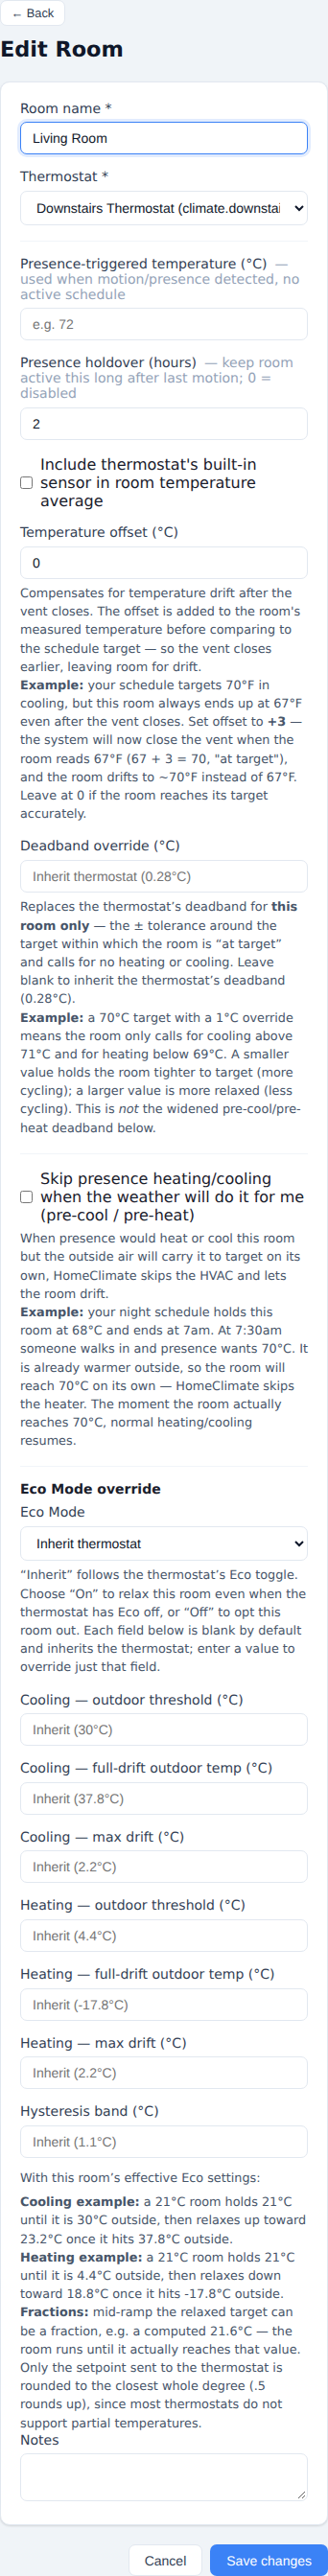 ← Back
Edit Room
Room name *
Living Room
Thermostat *
Downstairs Thermostat (climate.downstai
Presence-triggered temperature (°C) —
used when motion/presence detected, no
active schedule
e.g. 72
Presence holdover (hours) — keep room
active this long after last motion; 0 =
disabled
2
Include thermostat's built-in
sensor in room temperature
average
Temperature offset (°C)
0
Compensates for temperature drift after the
vent closes. The offset is added to the room's
measured temperature before comparing to
the schedule target — so the vent closes
earlier, leaving room for drift.
Example: your schedule targets 70°F in
cooling, but this room always ends up at 67°F
even after the vent closes. Set offset to +3 —
the system will now close the vent when the
room reads 67°F (67 + 3 = 70, "at target"),
and the room drifts to ~70°F instead of 67°F.
Leave at 0 if the room reaches its target
accurately.
Deadband override (°C)
Inherit thermostat (0.28°C)
Replaces the thermostat’s deadband for this
room only — the ± tolerance around the
target within which the room is “at target”
and calls for no heating or cooling. Leave
blank to inherit the thermostat’s deadband
(0.28°C).
Example: a 70°C target with a 1°C override
means the room only calls for cooling above
71°C and for heating below 69°C. A smaller
value holds the room tighter to target (more
cycling); a larger value is more relaxed (less
cycling). This is not the widened pre-cool/pre-
heat deadband below.
Skip presence heating/cooling
when the weather will do it for me
(pre-cool / pre-heat)
When presence would heat or cool this room
but the outside air will carry it to target on its
own, HomeClimate skips the HVAC and lets
the room drift.
Example: your night schedule holds this
room at 68°C and ends at 7am. At 7:30am
someone walks in and presence wants 70°C. It
is already warmer outside, so the room will
reach 70°C on its own — HomeClimate skips
the heater. The moment the room actually
reaches 70°C, normal heating/cooling
resumes.
Eco Mode override
Eco Mode
Inherit thermostat
“Inherit” follows the thermostat’s Eco toggle.
Choose “On” to relax this room even when the
thermostat has Eco off, or “Off” to opt this
room out. Each field below is blank by default
and inherits the thermostat; enter a value to
override just that field.
Cooling — outdoor threshold (°C)
Inherit (30°C)
Cooling — full-drift outdoor temp (°C)
Inherit (37.8°C)
Cooling — max drift (°C)
Inherit (2.2°C)
Heating — outdoor threshold (°C)
Inherit (4.4°C)
Heating — full-drift outdoor temp (°C)
Inherit (-17.8°C)
Heating — max drift (°C)
Inherit (2.2°C)
Hysteresis band (°C)
Inherit (1.1°C)
With this room’s effective Eco settings:
Cooling example: a 21°C room holds 21°C
until it is 30°C outside, then relaxes up toward
23.2°C once it hits 37.8°C outside.
Heating example: a 21°C room holds 21°C
until it is 4.4°C outside, then relaxes down
toward 18.8°C once it hits -17.8°C outside.
Fractions: mid-ramp the relaxed target can
be a fraction, e.g. a computed 21.6°C — the
room runs until it actually reaches that value.
Only the setpoint sent to the thermostat is
rounded to the closest whole degree (.5
rounds up), since most thermostats do not
support partial temperatures.
Notes
Cancel
Save changes